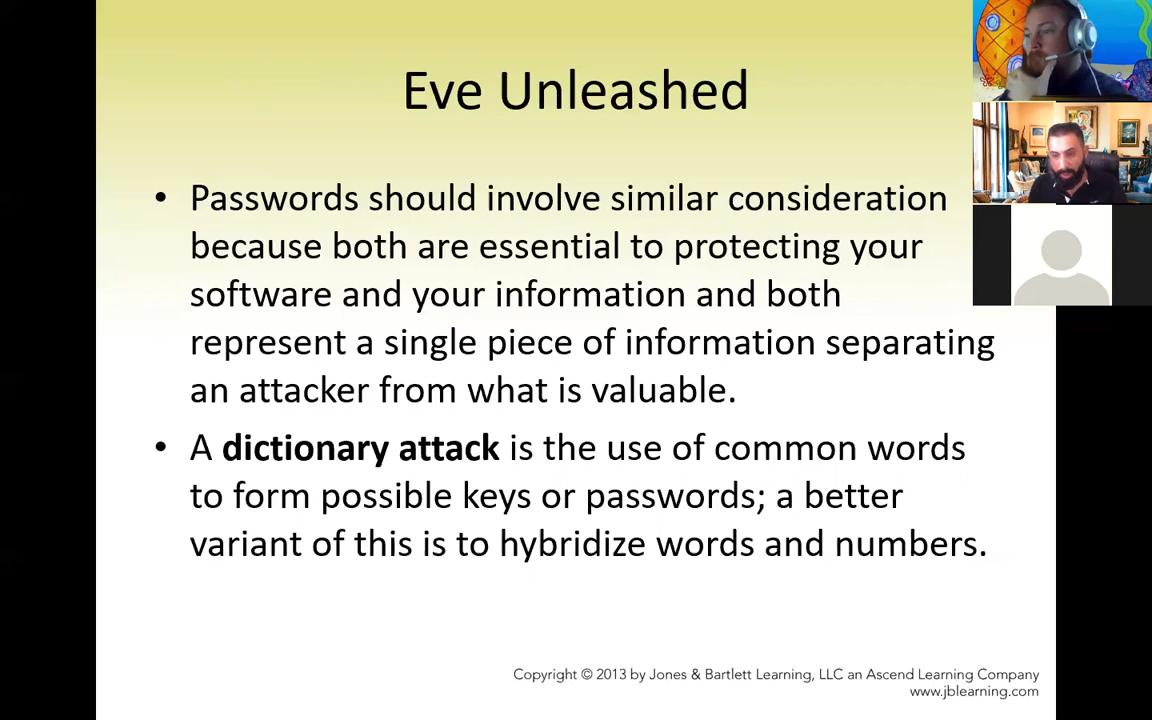 Eve Unleashed
• Passwords should involve similar consideration
because both are essential to protecting your
software and your information and both
represent a single piece of information separating
an attacker from what is valuable.
• A dictionary attack is the use of common words
to form possible keys or passwords; a better
variant of this is to hybridize words and numbers.
Copyright © 2013 by Jones & Bartlett Learning, LLC an Ascend Learning Company
www.jblearning.com